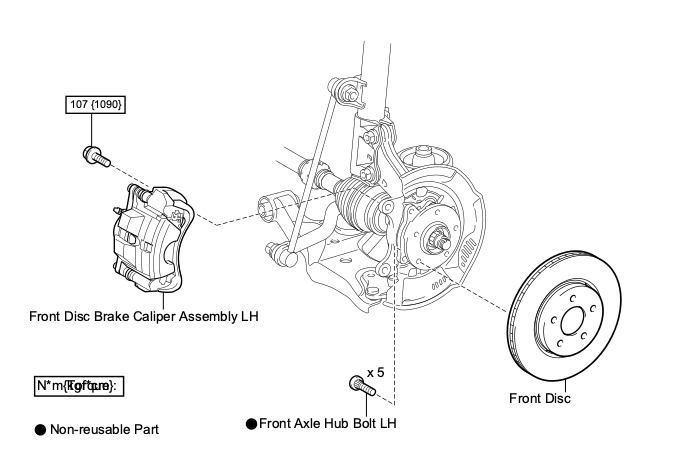 107 {1090}
Front Disc Brake Caliper Assembly LH
x 5
Front Disc
N*m{
}:
●Front Axle Hub Bolt LH
● Non-reusable Part